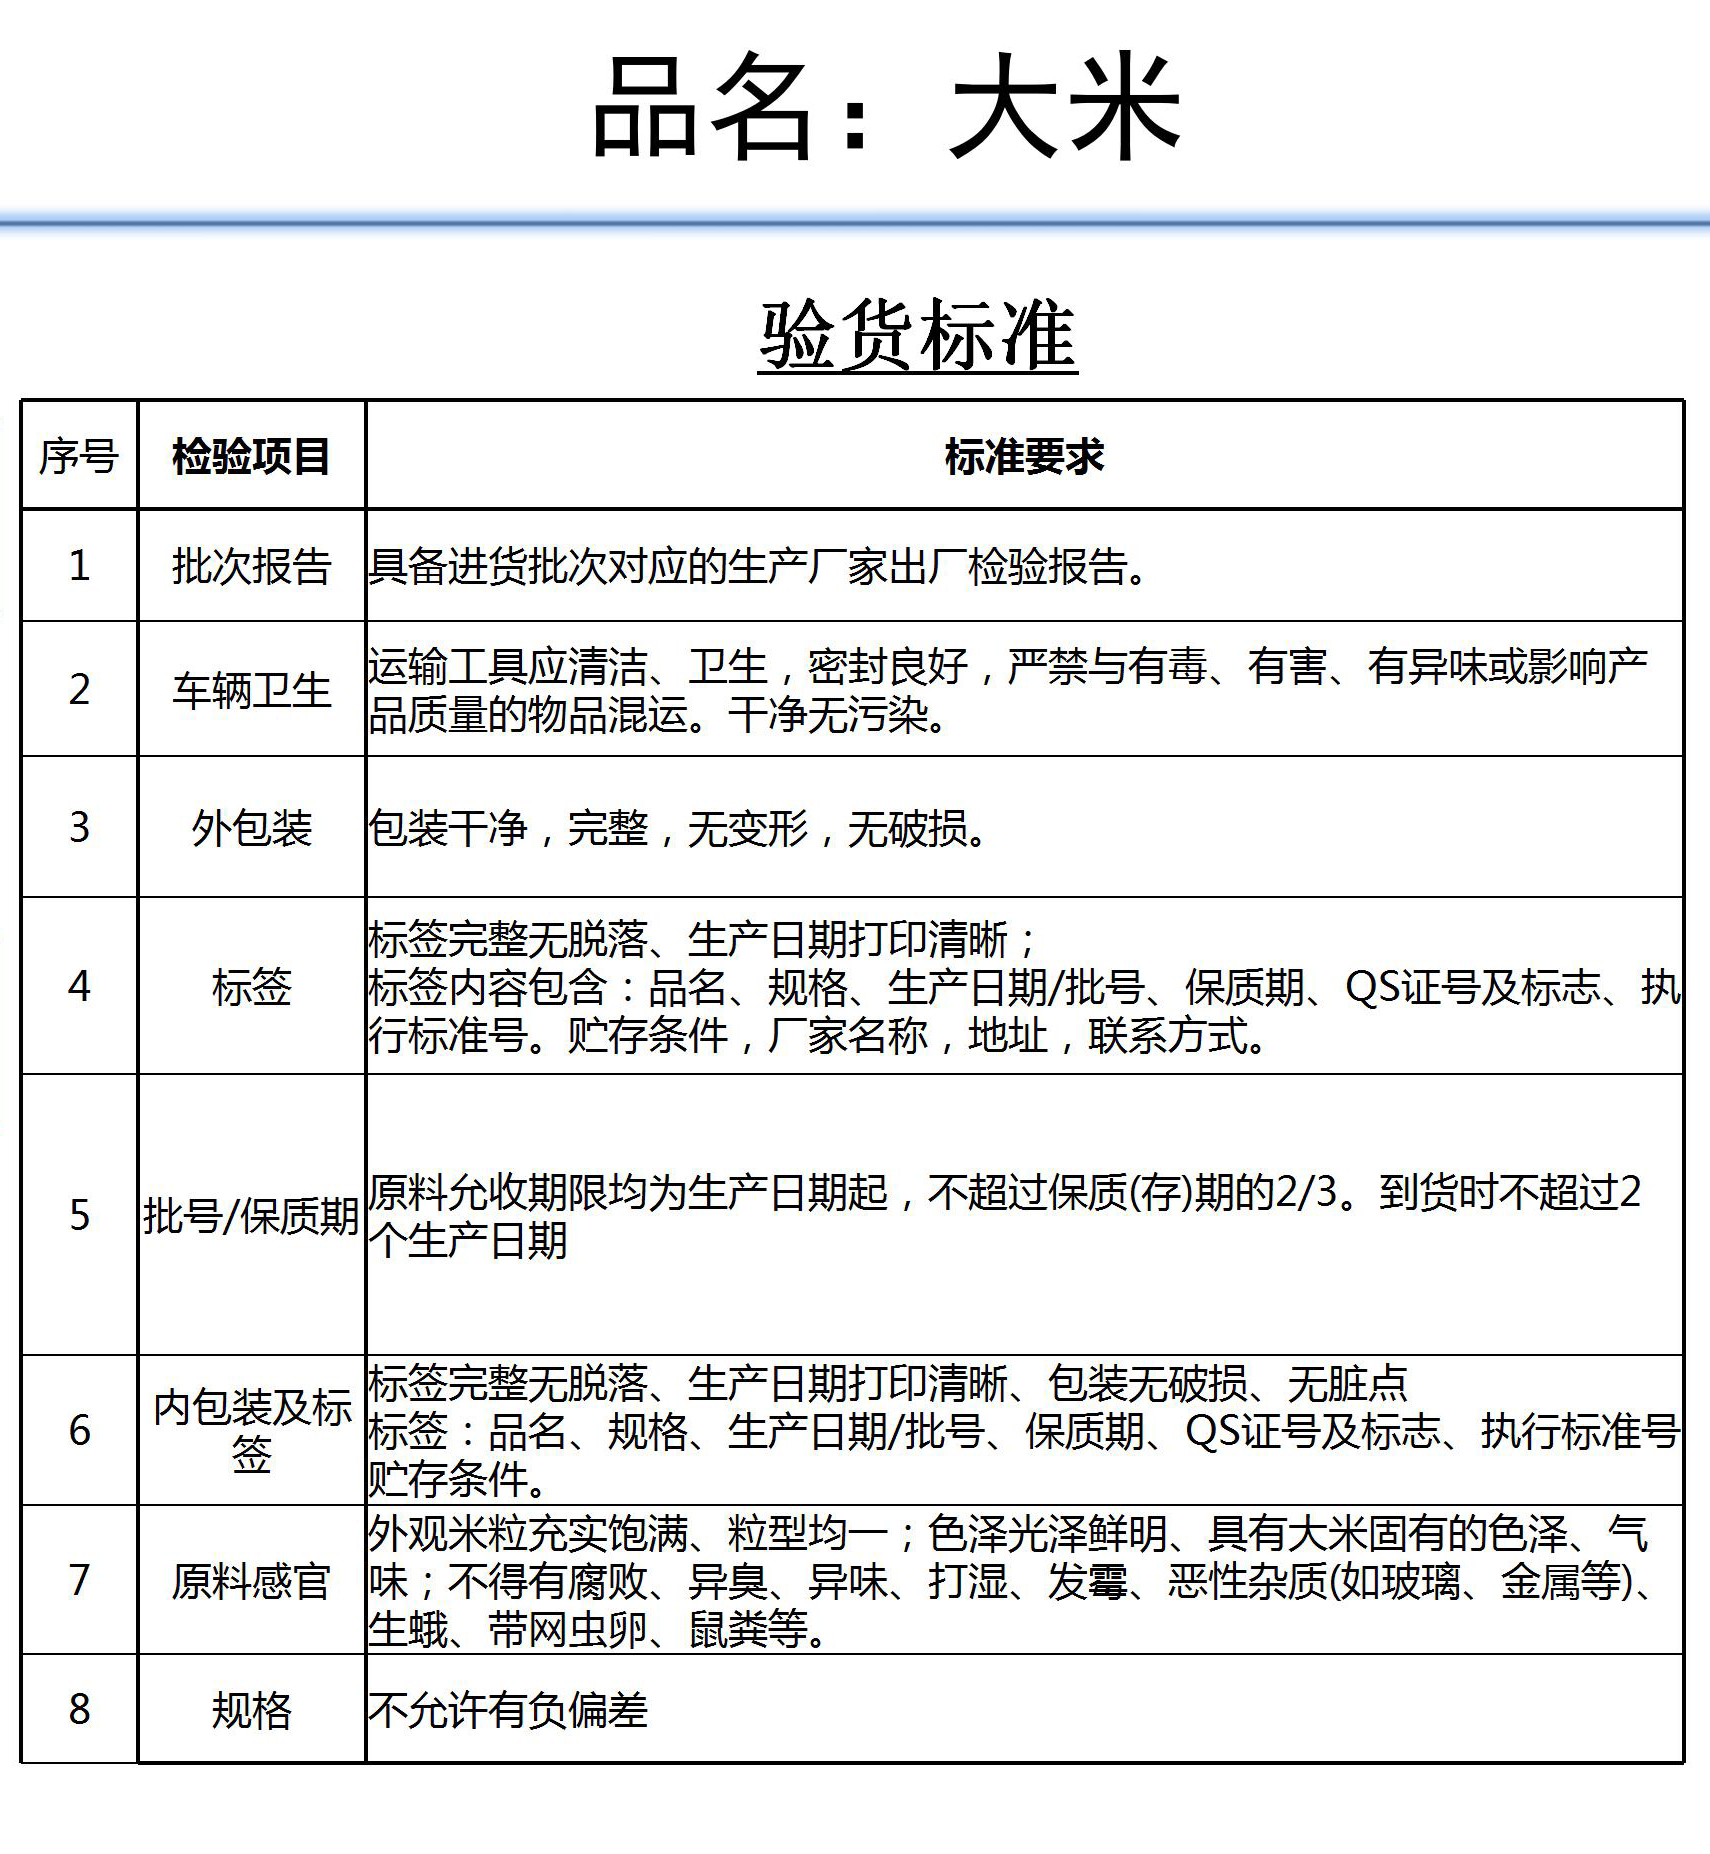 品名：大米
验货标准
序号 检验项目 标准要求
1 批次报告 具备进货批次对应的生产厂家出厂检验报告。
2 车辆卫生 运输工具应清洁、卫生，密封良好，严禁与有毒、有害、有异味或影响产
品质量的物品混运。干净无污染。
3 外包装 包装干净，完整，无变形，无破损。
4 标签 标签完整无脱落、生产日期打印清晰；
标签内容包含：品名、规格、生产日期/批号、保质期、QS证号及标志、执
行标准号。贮存条件，厂家名称，地址，联系方式。
5 批号/保质期 原料允收期限均为生产日期起，不超过保质(存)期的2/3。到货时不超过2
个生产日期
6 内包装及标
签
标签完整无脱落、生产日期打印清晰、包装无破损、无脏点
标签：品名、规格、生产日期/批号、保质期、QS证号及标志、执行标准号
贮存条件。
7 原料感官 外观米粒充实饱满、粒型均一；色泽光泽鲜明、具有大米固有的色泽、气
味；不得有腐败、异臭、异味、打湿、发霉、恶性杂质(如玻璃、金属等)、
生蛾、带网虫卵、鼠粪等。
8 规格 不允许有负偏差